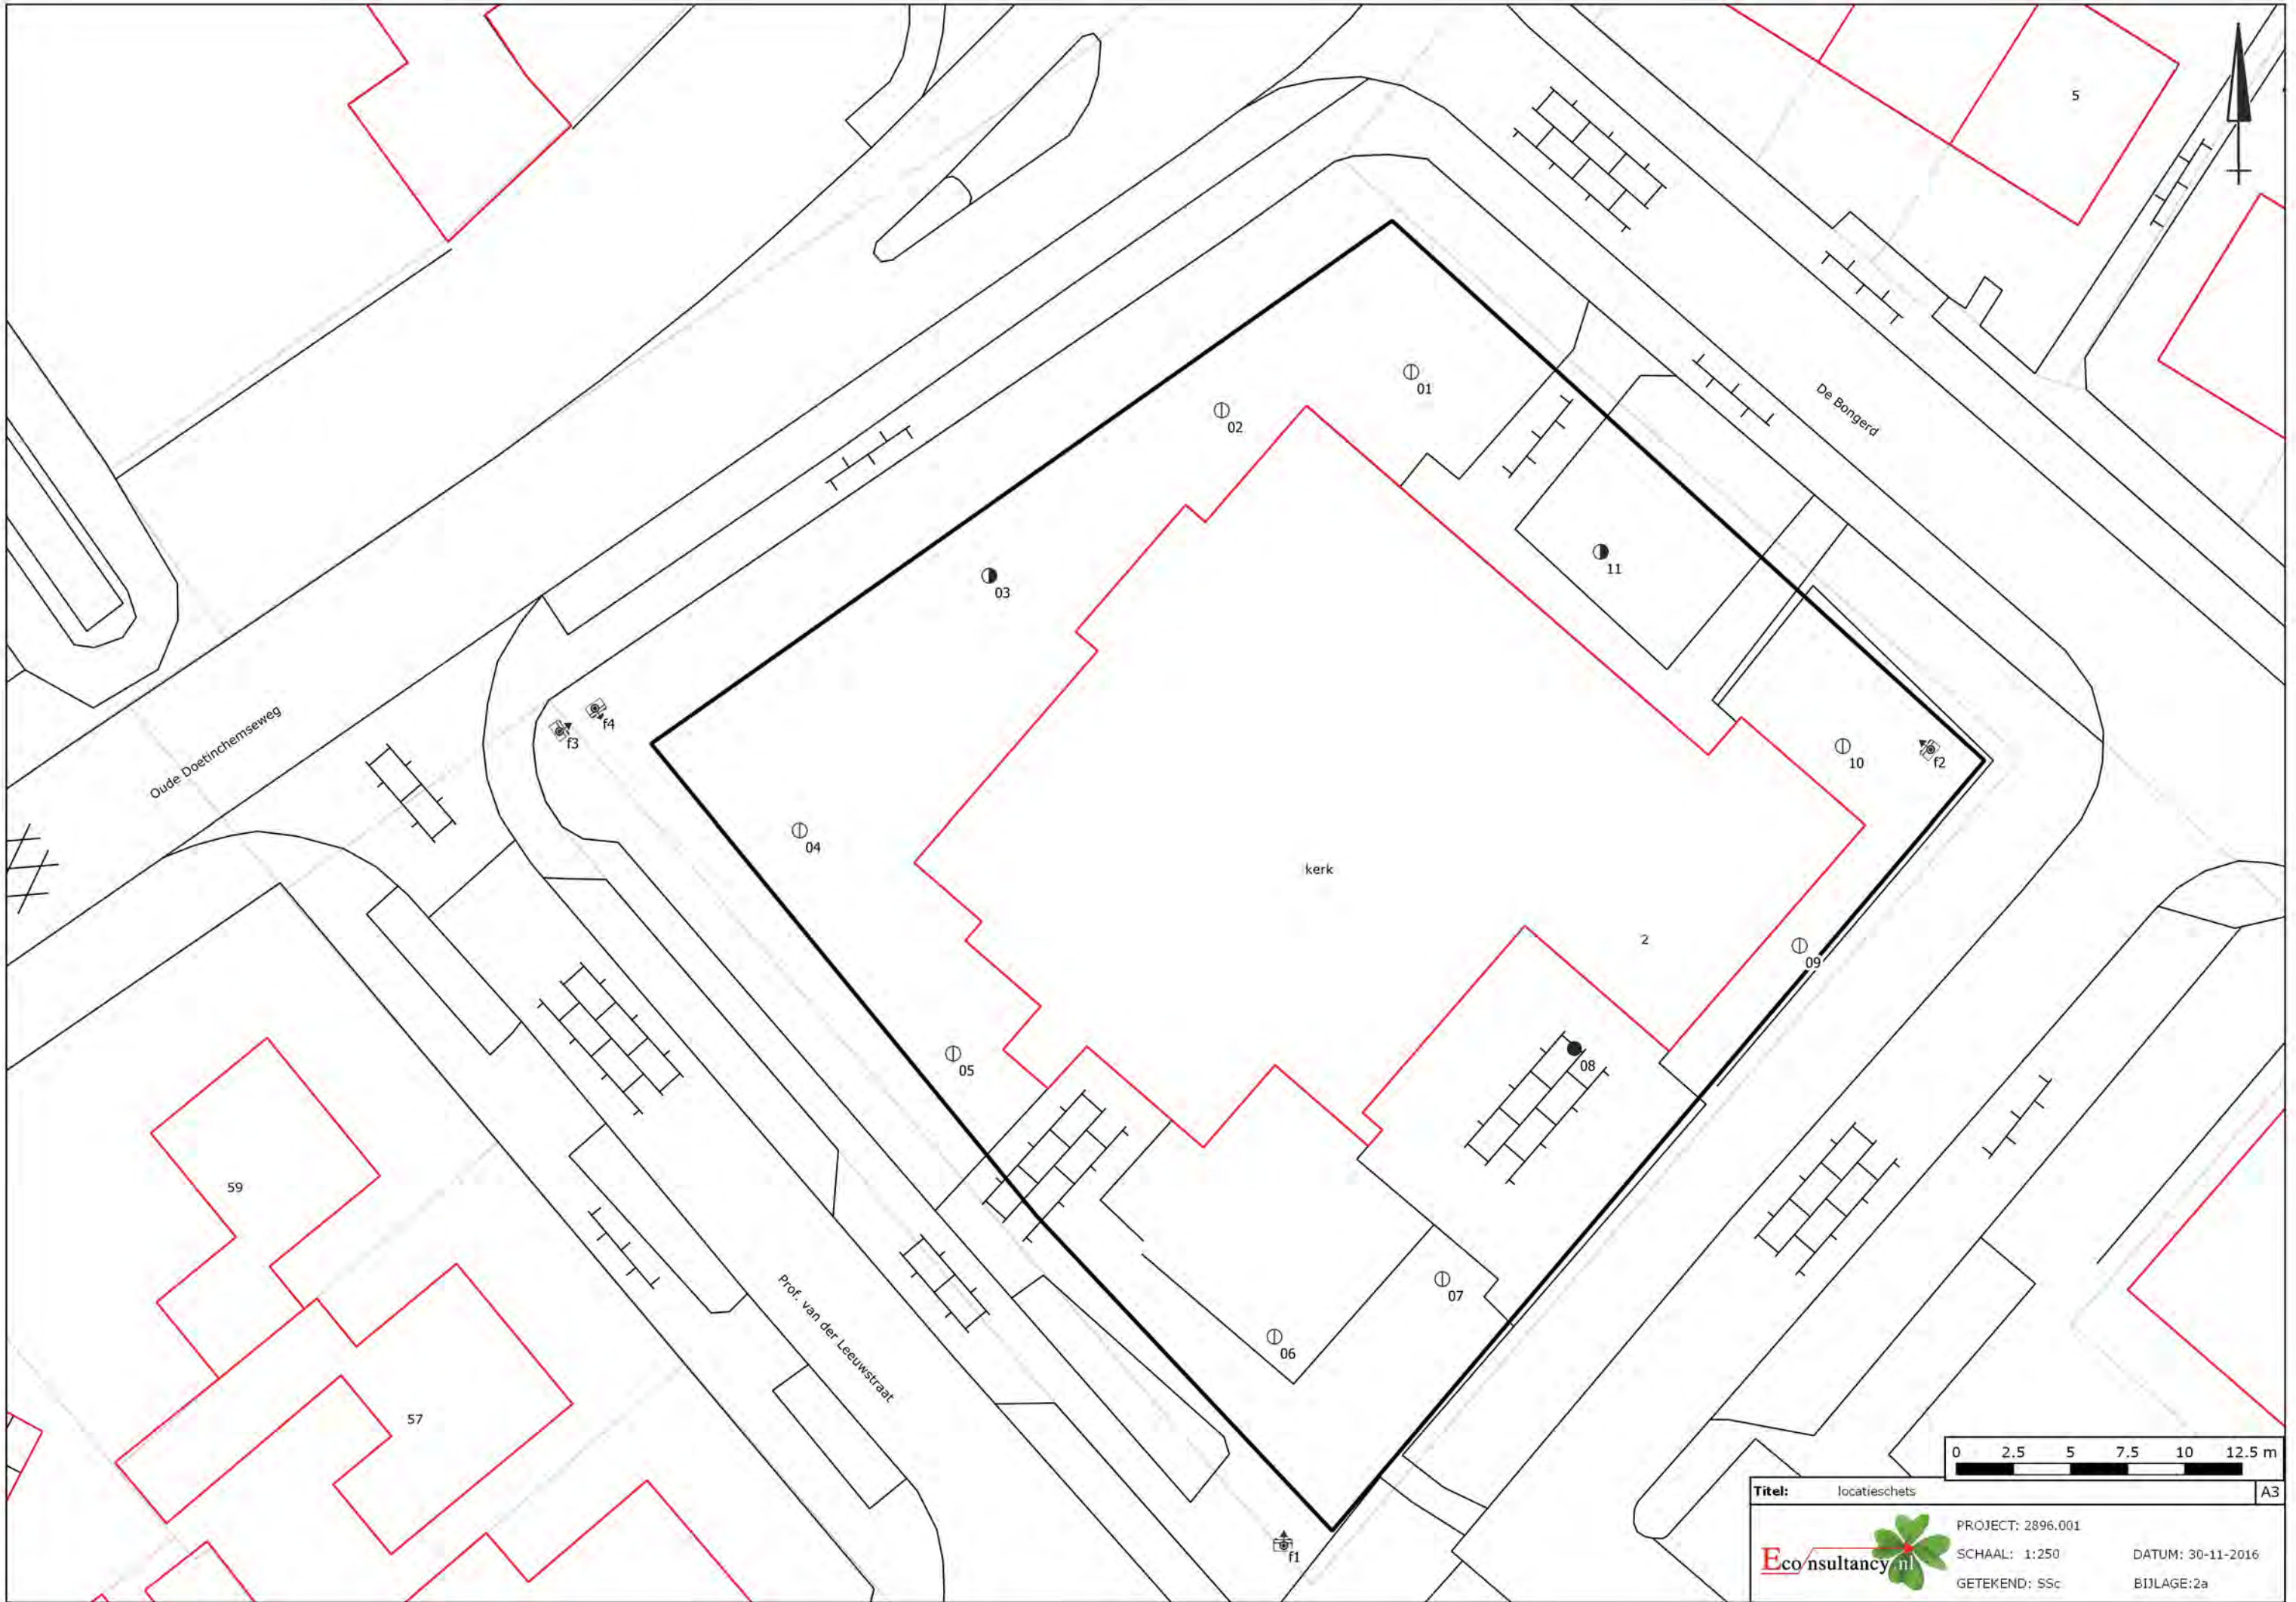 5
01
02
De Bongerd
11
03
f4
f3
Oude Doetinchemseweg
10
f2
04
kerk
2
09
05
08
59
07
Prof. van der Leeuwstraat
06
57
f1
0 2.5 5 7.5 10 12.5 m
Titel: locatieschets A3
Econsultancy.nl
PROJECT: 2896.001
SCHAAL: 1:250 DATUM: 30-11-2016
GETEKEND: SSc BIJLAGE:2a